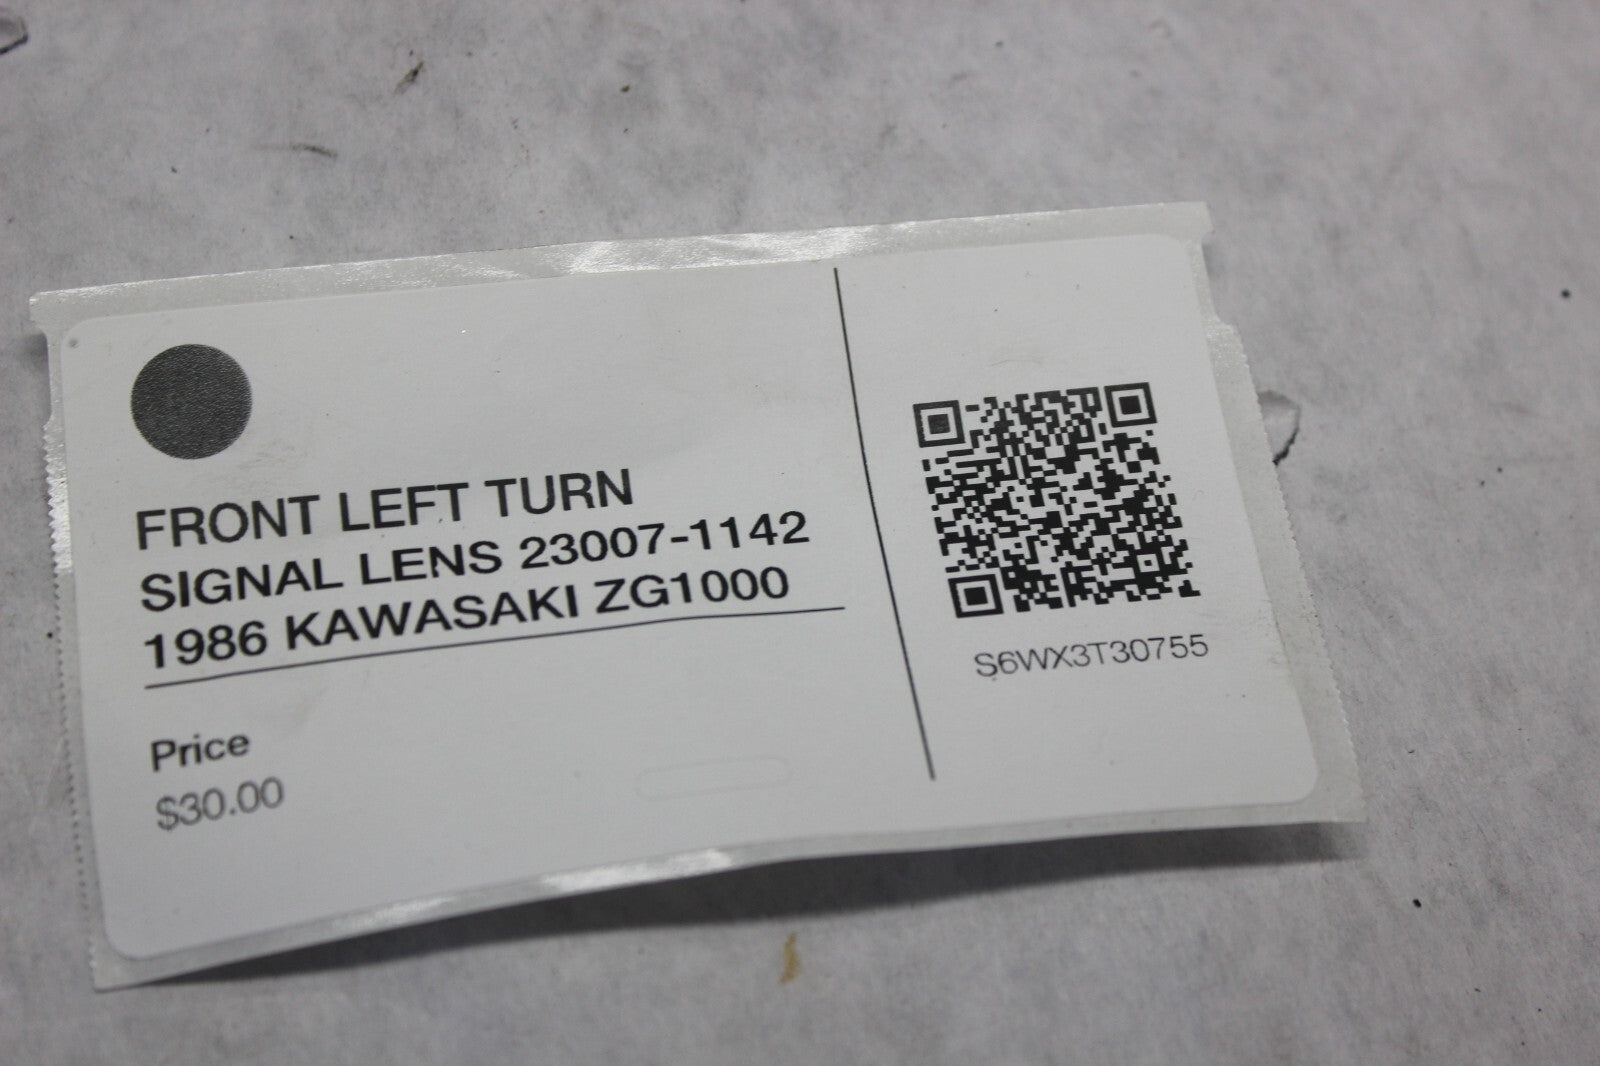 FRONT LEFT TURN
SIGNAL LENS 23007-1142
1986 KAWASAKI ZG1000
Price
$30.00
S6WX3T30755